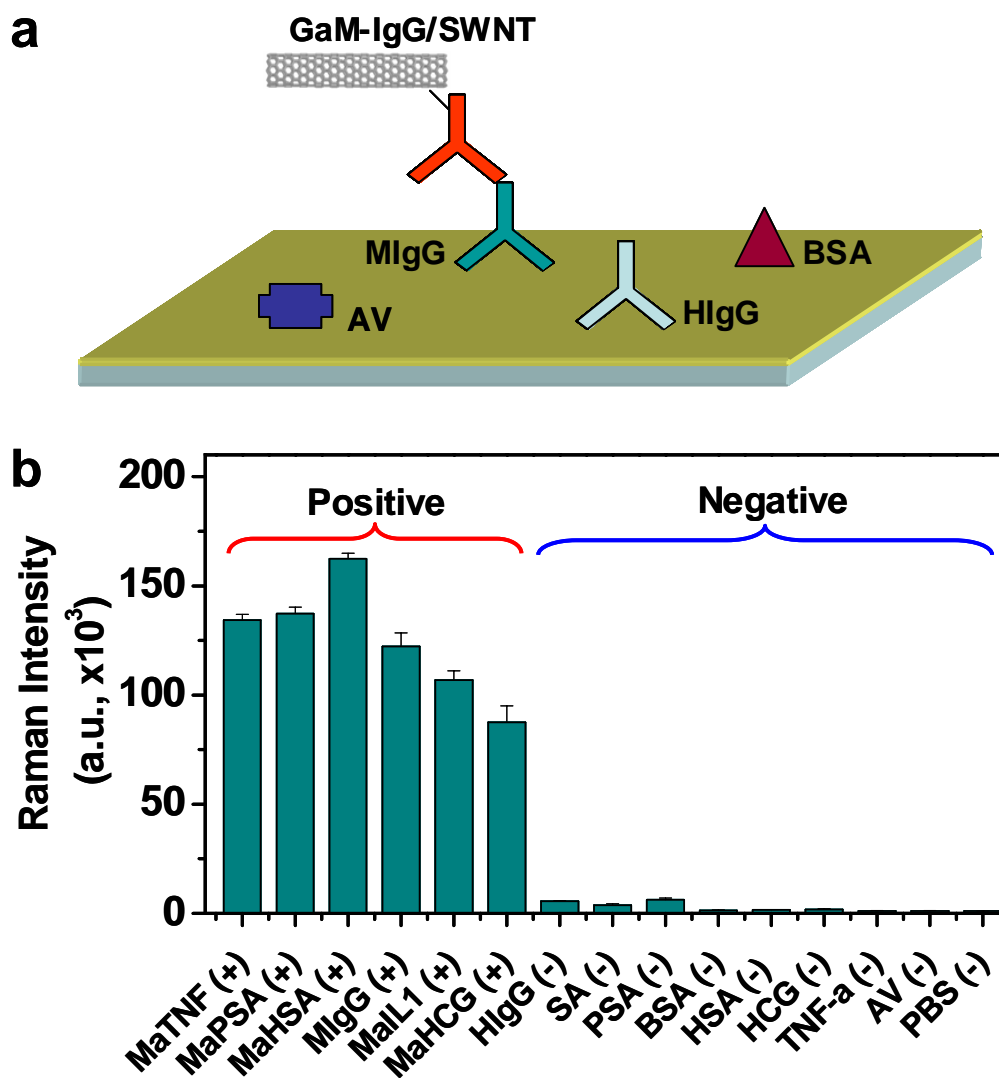 a
GaM-IgG/SWNT
MIgG
BSA
AV
HIgG
b
Raman Intensity
(a.u., x10³)
200
150
100
50
0
Positive
Negative
MaTNF (+)
MaPSA (+)
MaHSA (+)
MIgG (+)
MaIL1 (+)
MaHCG (+)
HIgG (-)
SA (-)
PSA (-)
BSA (-)
HSA (-)
HCG (-)
TNF-a (-)
AV (-)
PBS (-)